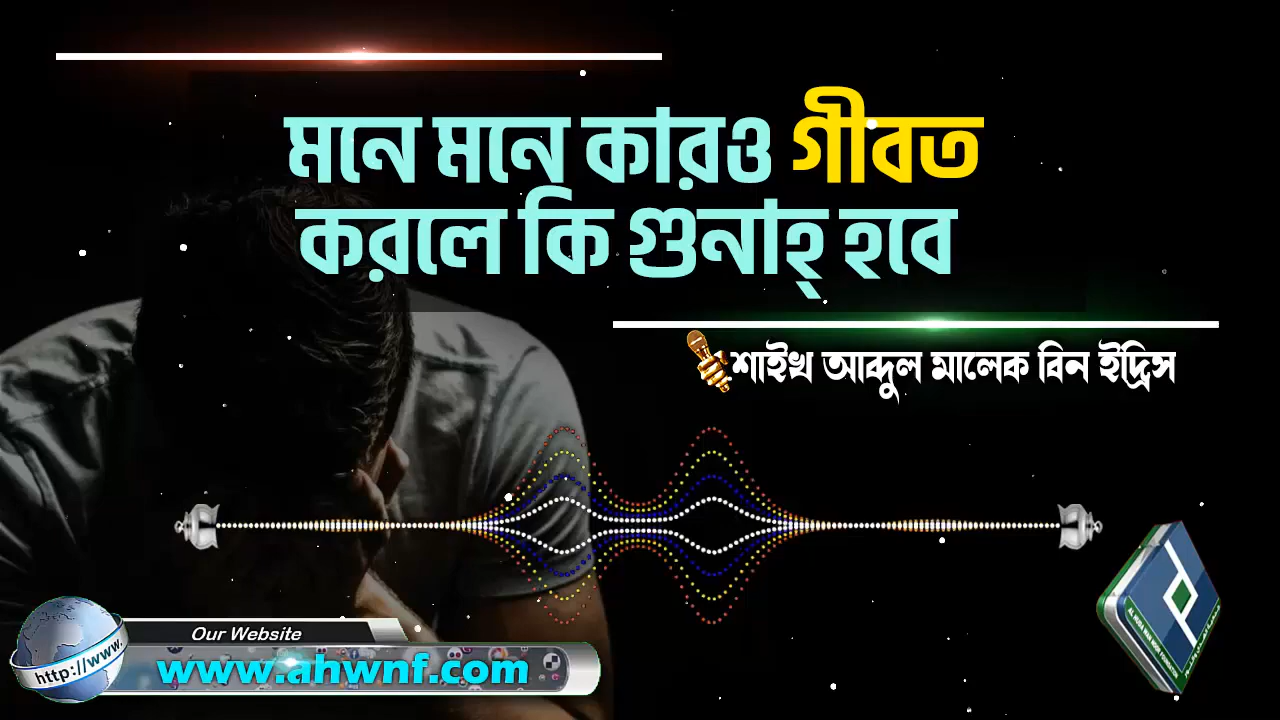 মনে মনে কারও গীবত
করলে কি গুনাহ্ হবে
শাইখ আব্দুল মালেক বিন ইদ্রিস
Our Website
http://www.
www.ahwnf.com